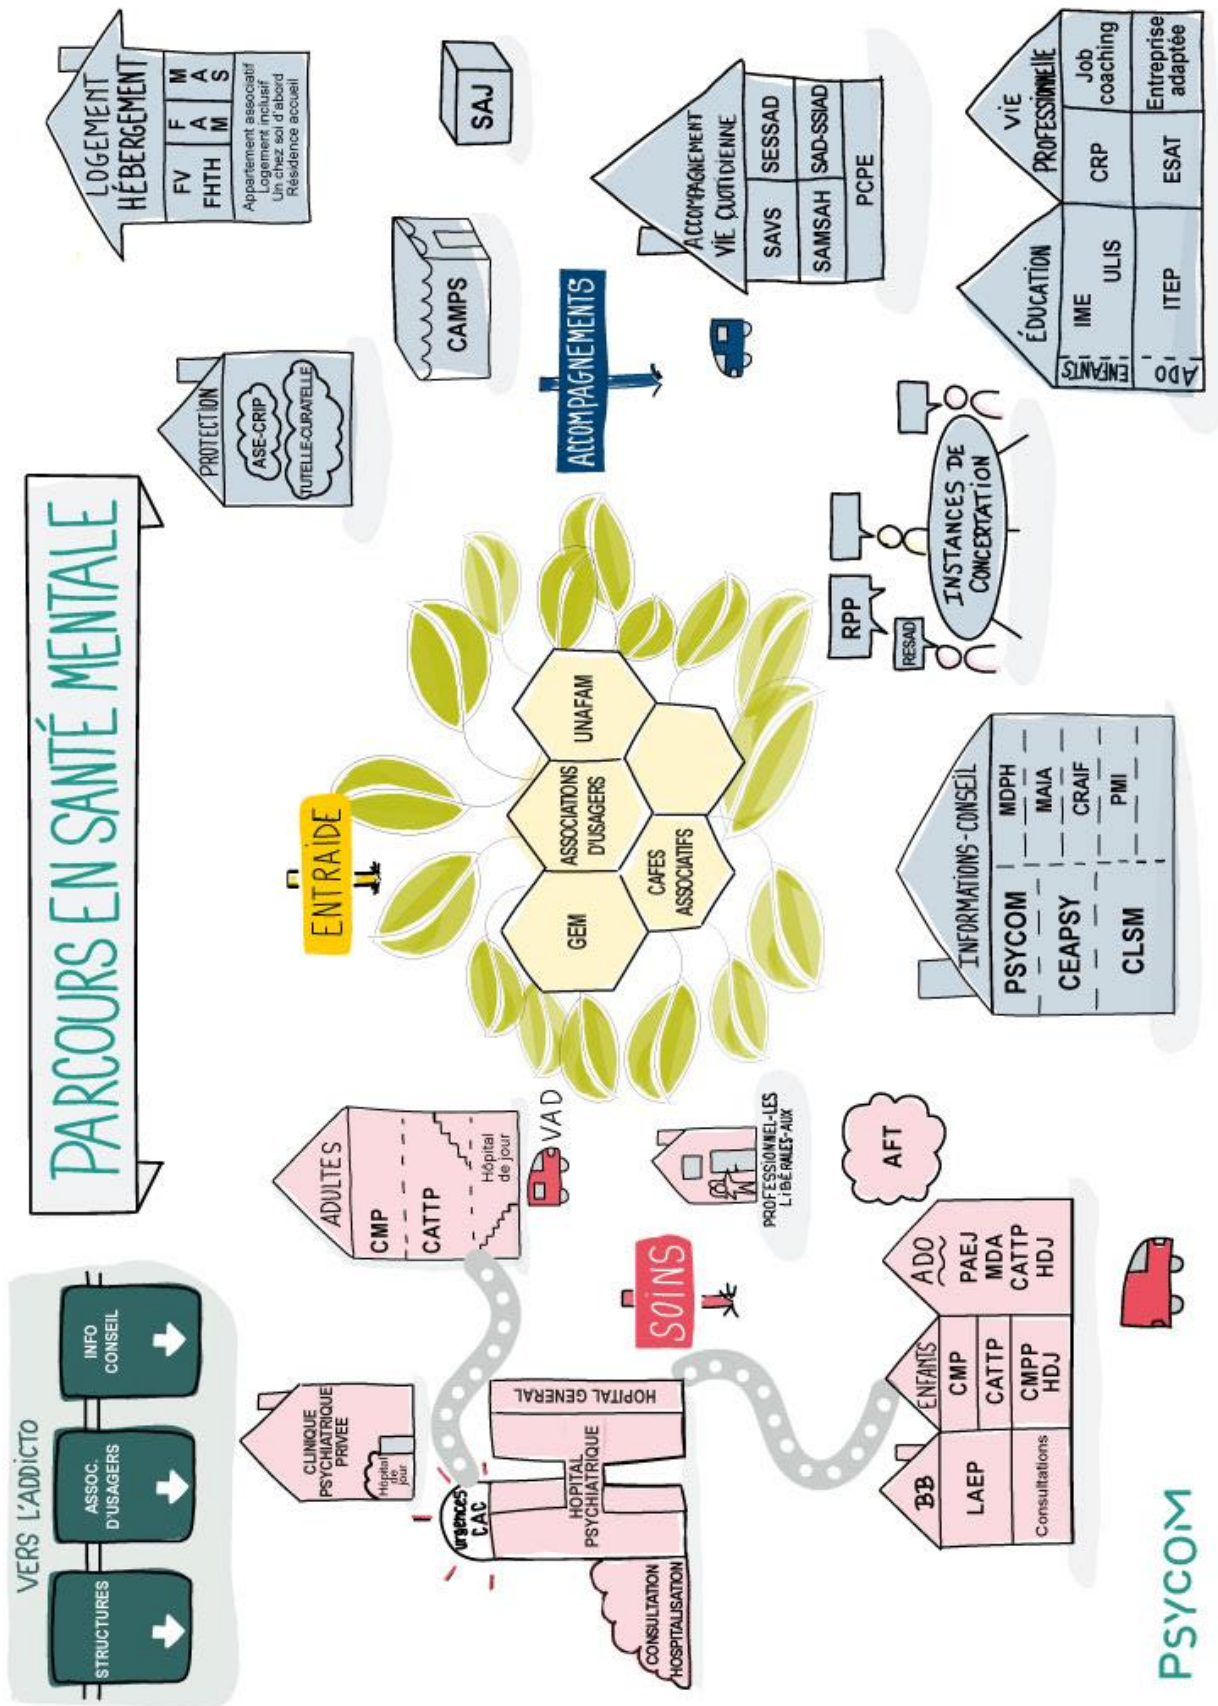 PARCOURS EN SANTÉ MENTALE
VERS L'ADDICTO
STRUCTURES
ASSOC.
D'USAGERS
INFO
CONSEIL
CLINIQUE
PSYCHIATRIQUE
PRIVEE
Hôpital
de
jour
ADULTES
CMP
CATTP
Hôpital
de jour
VAD
urgences
CAC
HOPITAL
PSYCHIATRIQUE
HOPITAL GENERAL
CONSULTATION
HOSPITALISATION
SOINS
PROFESSIONNEL-LES
LIBÉRALES-AUX
BB
LAEP
Consultations
ENFANTS
CMP
CATTP
CMPP
HDJ
ADO
PAEJ
MDA
CATTP
HDJ
AFT
PSYCOM
ENTRAIDE
GEM
ASSOCIATIONS
D'USAGERS
UNAFAM
CAFES
ASSOCIATIFS
INFORMATIONS-CONSEIL
PSYCOM
CEAPSY
CLSM
MDPH
MAIA
CRAIF
PMI
RPP
RESAD
INSTANCES DE
CONCERTATION
PROTECTION
ASE-CRIP
TUTELLE-CURATELLE
LOGEMENT
HÉBERGEMENT
FV
FHTH
FAM
MAS
Appartement associatif
Logement inclusif
Un chez soi d'abord
Résidence accueil
CAMPS
SAJ
ACCOMPAGNEMENTS
ACCOMPAGNEMENT
VIE QUOTIDIENNE
SAVS
SESSAD
SAMSAH
SAD-SSIAD
PCPE
ÉDUCATION
ENFANTS
IME
ULIS
ADO
ITEP
VIE
PROFESSIONNELLE
CRP
Job
coaching
ESAT
Entreprise
adaptée